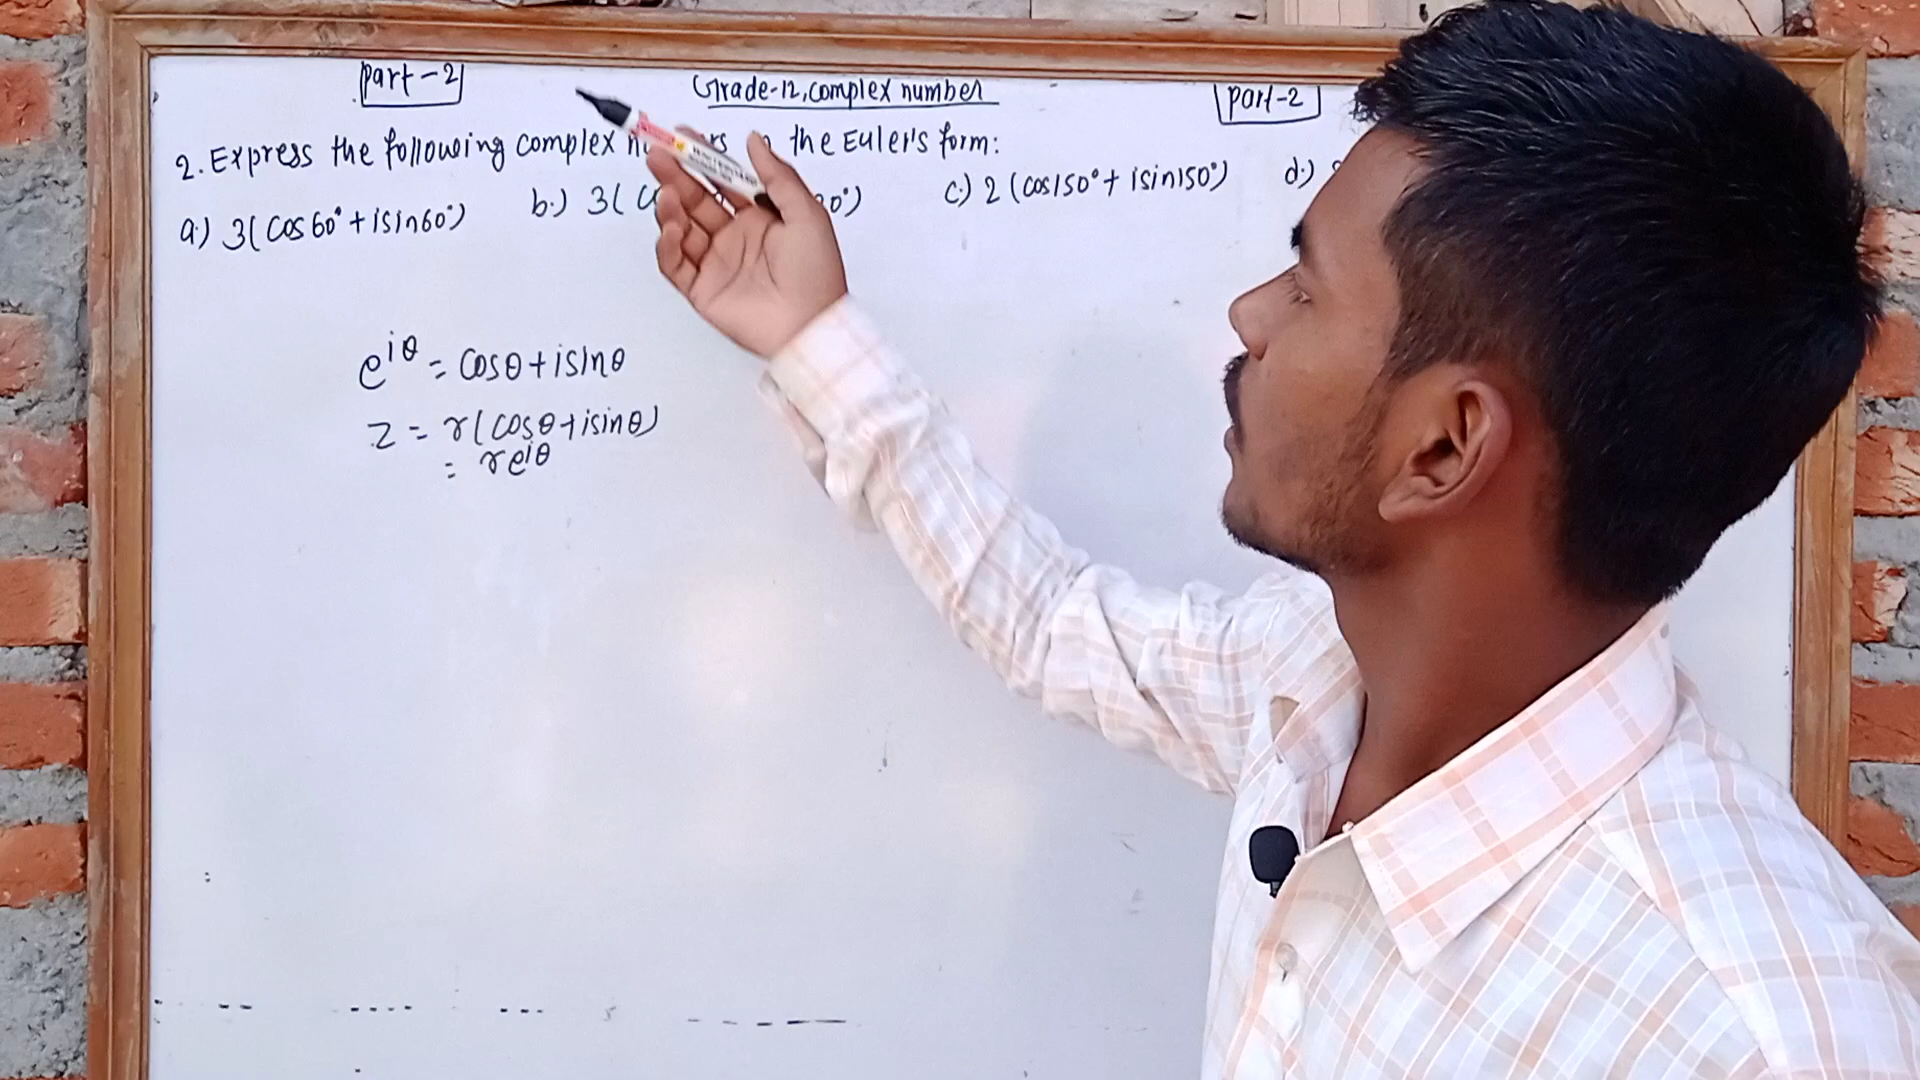 Part-2
Grade-12, complex number
Part-2
2. Express the following complex the Euler's form:
a.) 3(cos60° + isin60°)
b.) 3(
c.) 2 (cos150° + isin150°)
d.)
e^iθ = cosθ + isinθ
z = r(cosθ + isinθ)
= re^iθ